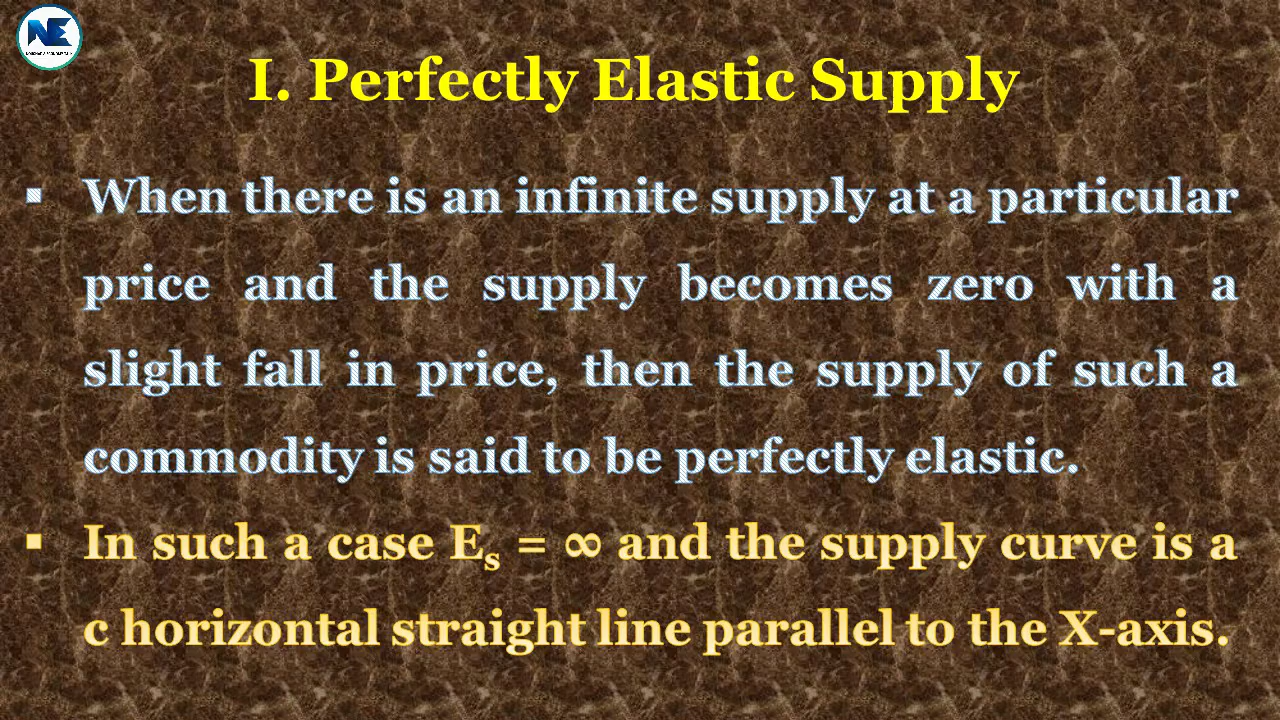 NE
I. Perfectly Elastic Supply
▪ When there is an infinite supply at a particular
price and the supply becomes zero with a
slight fall in price, then the supply of such a
commodity is said to be perfectly elastic.
▪ In such a case Eₛ = ∞ and the supply curve is a
c horizontal straight line parallel to the X-axis.